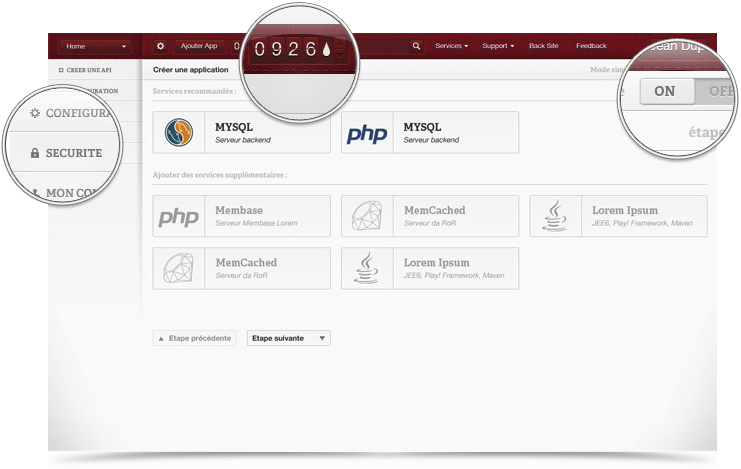 Home
Ajouter App
0926
Services
Support
Back Site
Feedback
Jean Dup
CREER UNE API
Créer une application
Mode sim
CONFIGURA
URATION
SECURITE
MON CO
Services recommandés :
ON
OFF
étape
MYSQL
Serveur backend
php
MYSQL
Serveur backend
Ajouter des services supplémentaires :
php
Membase
Serveur Membase Lorem
MemCached
Serveur da RoR
Lorem Ipsum
JEE6, Play! Framework, Maven
MemCached
Serveur da RoR
Lorem Ipsum
JEE6, Play! Framework, Maven
Etape précédente
Etape suivante